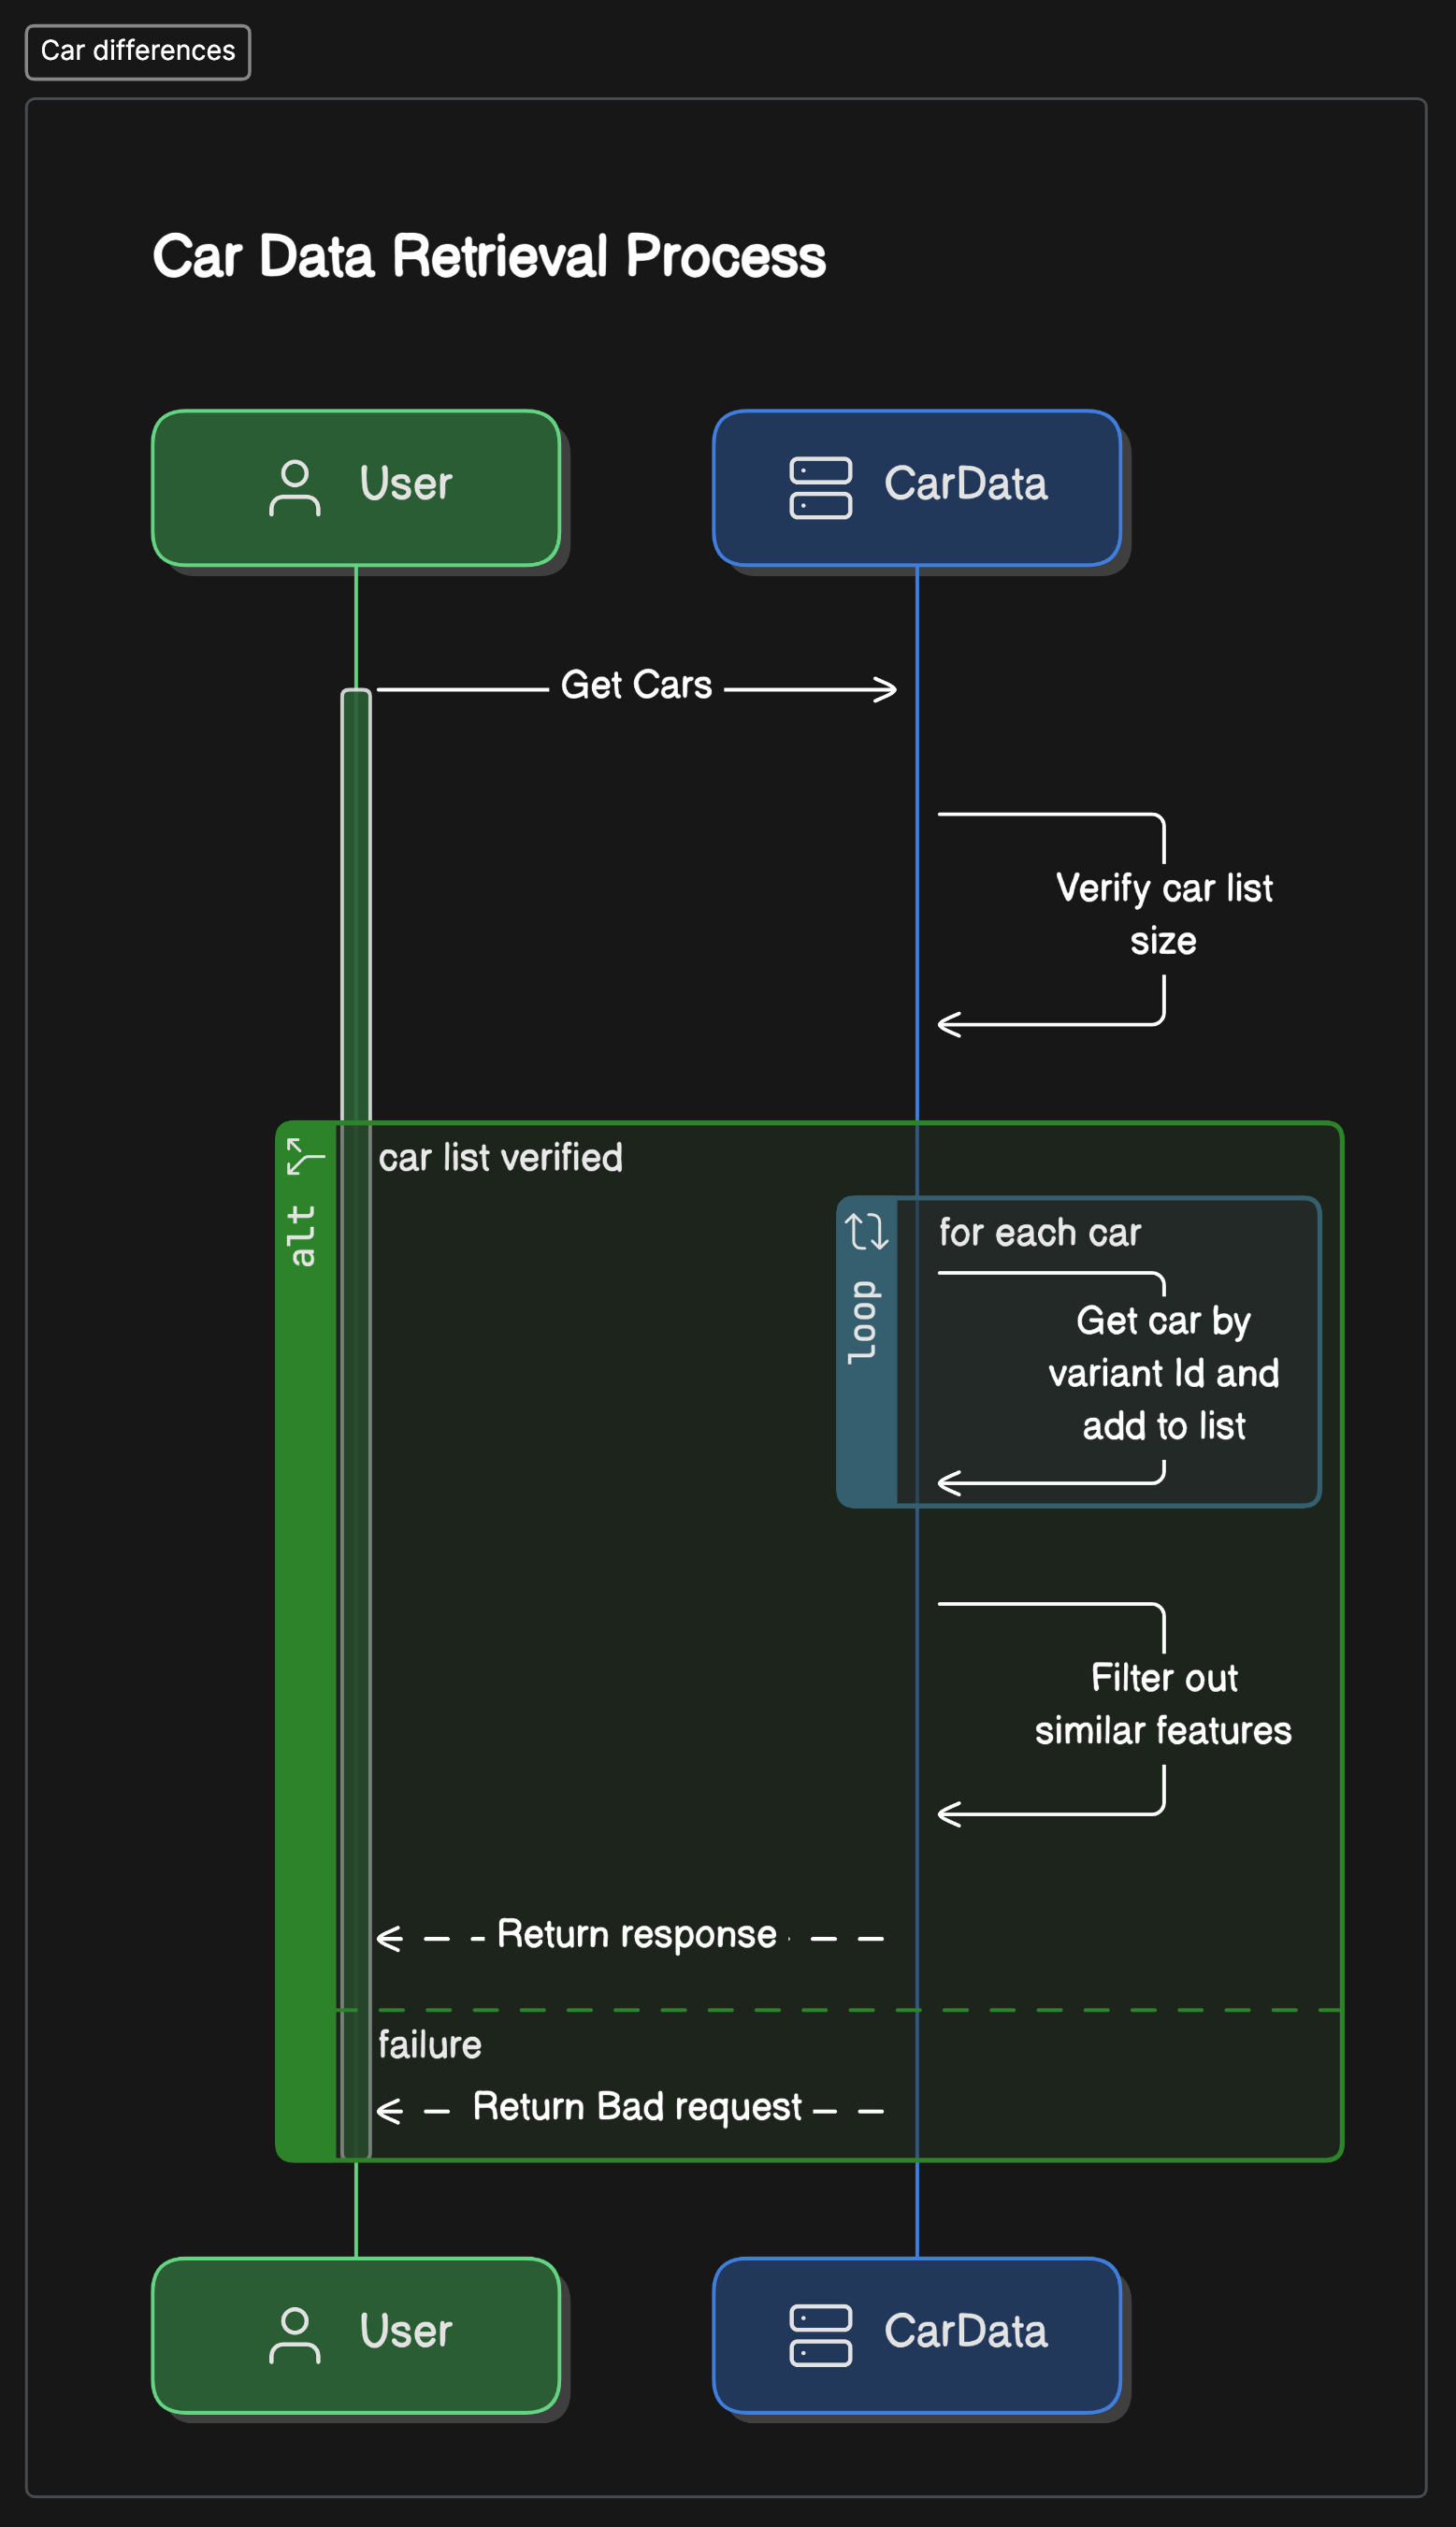 Car differences
Car Data Retrieval Process
User
CarData
Get Cars
Verify car list
size
alt
car list verified
loop
for each car
Get car by
variant Id and
add to list
Filter out
similar features
Return response
failure
Return Bad request
User
CarData